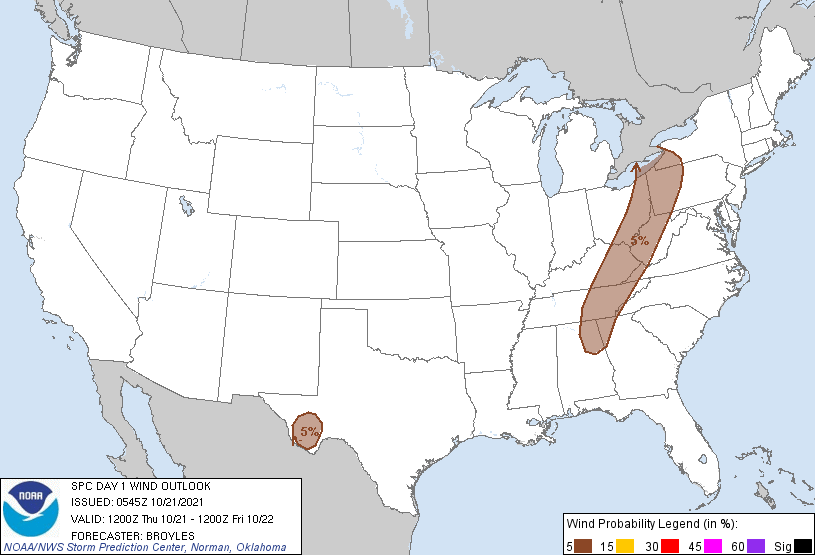 5%
5%
NOAA
SPC DAY 1 WIND OUTLOOK
ISSUED: 0545Z 10/21/2021
VALID: 1200Z Thu 10/21 - 1200Z Fri 10/22
FORECASTER: BROYLES
NOAA/NWS Storm Prediction Center, Norman, Oklahoma
Wind Probability Legend (in %):
5 15 30 45 60 Sig